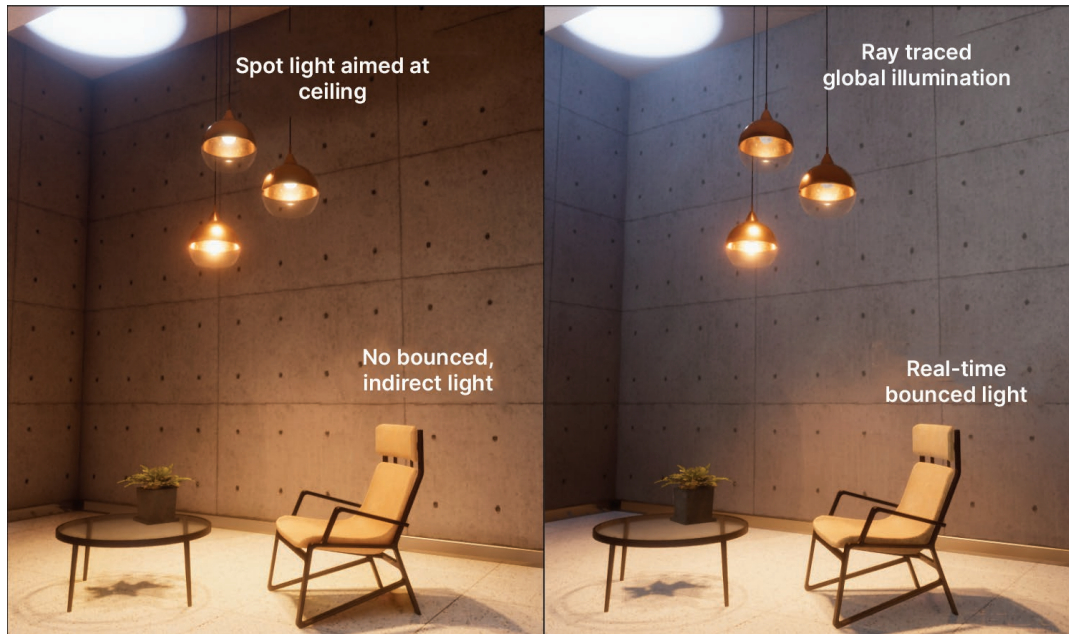 Spot light aimed at
ceiling
No bounced,
indirect light
Ray traced
global illumination
Real-time
bounced light